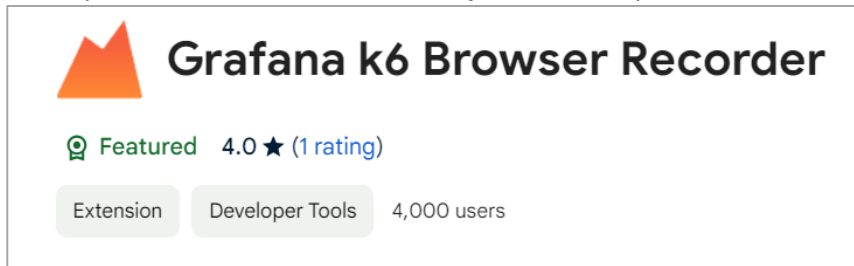 Grafana k6 Browser Recorder
Featured 4.0 ★ (1 rating)
Extension Developer Tools 4,000 users